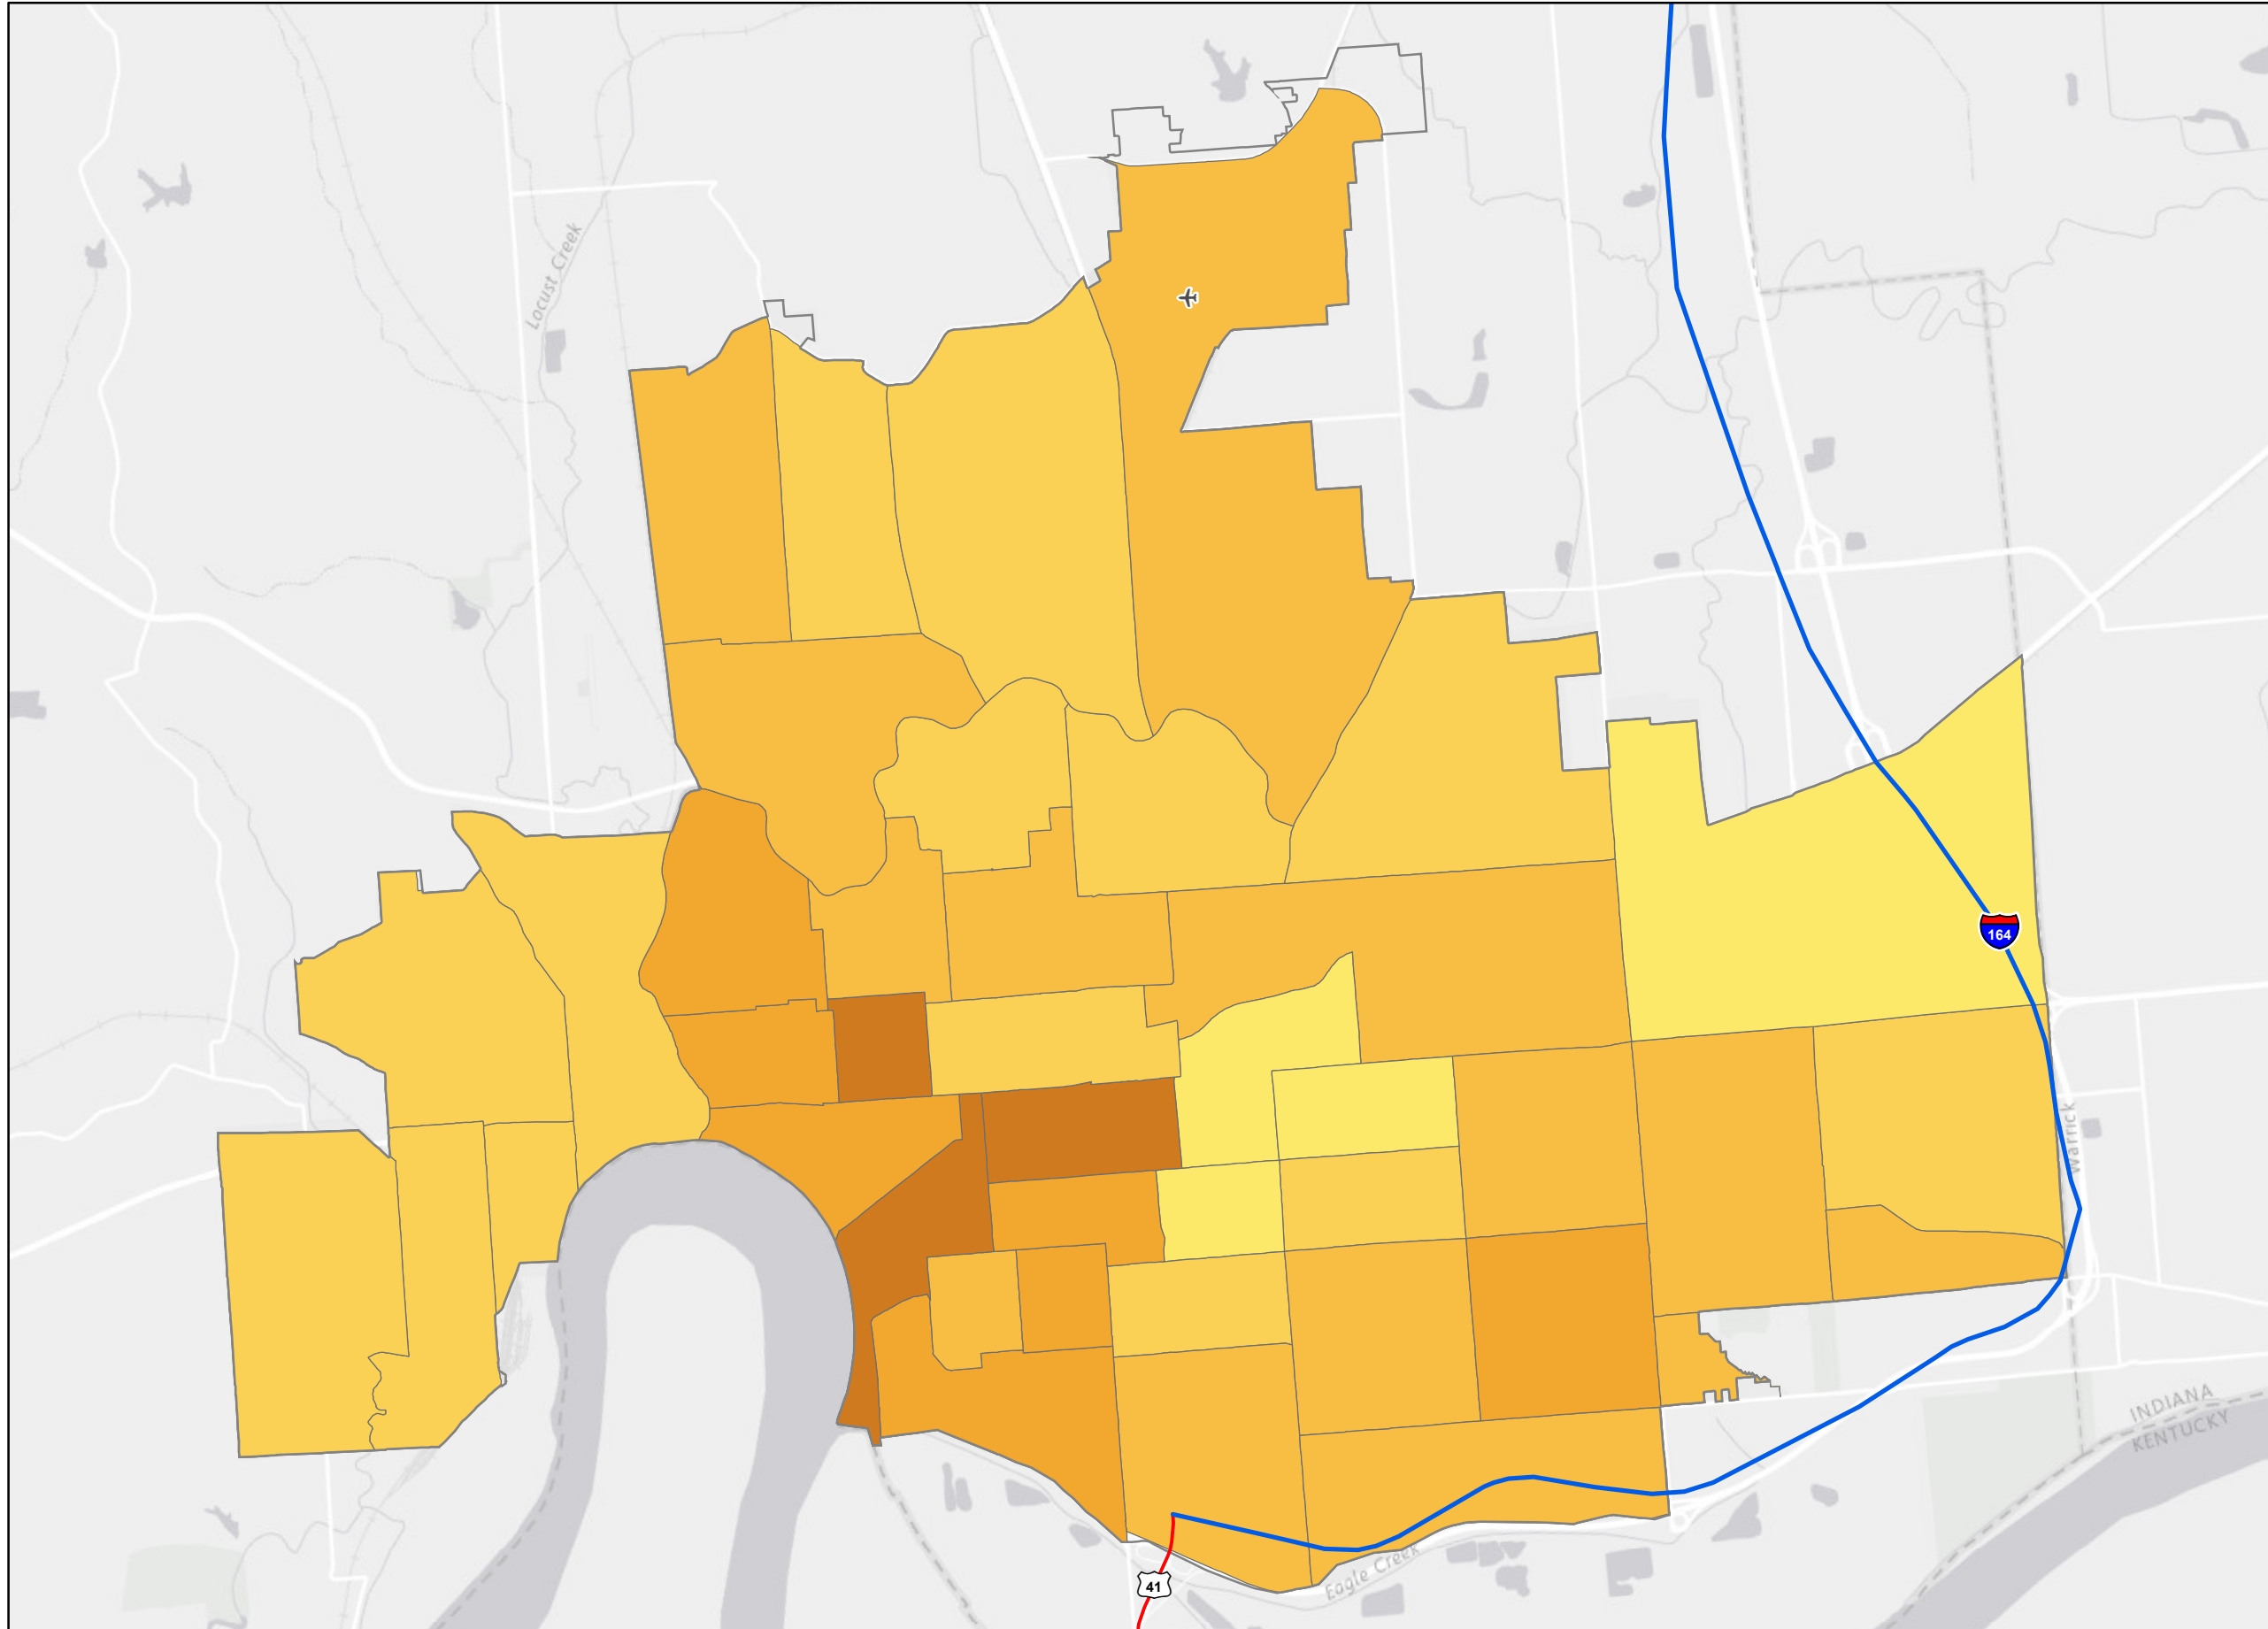 Locust Creek
164
Warrick
INDIANA
KENTUCKY
Eagle Creek
41